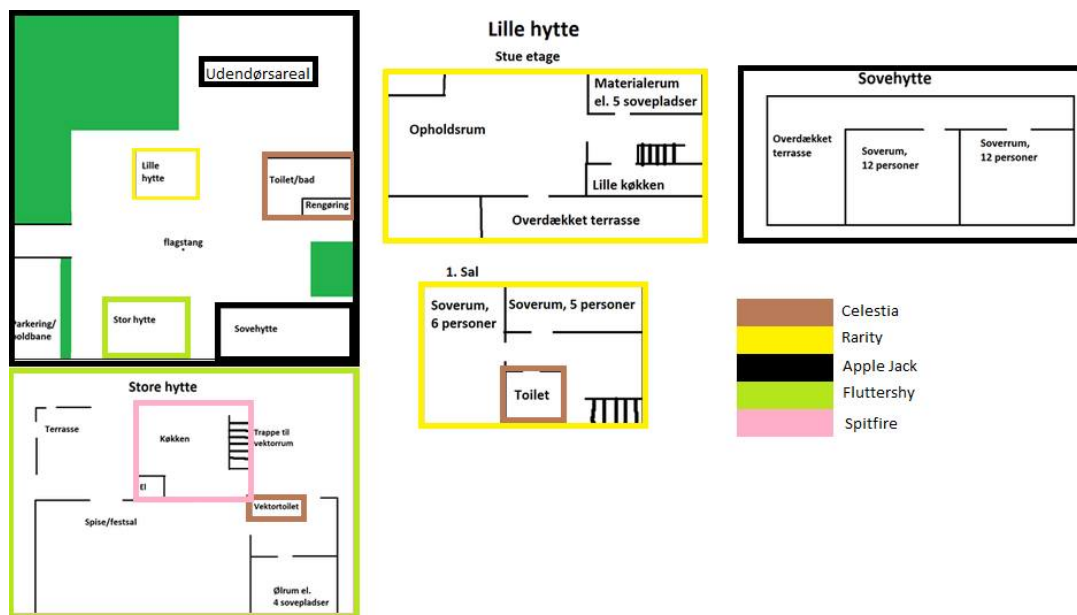 Udendørsareal
Lille
hytte
Toilet/bad
Rengøring
flagstang
Parkering/
boldbane
Stor hytte
Sovehytte
Lille hytte
Stue etage
Materialerum
el. 5 sovepladser
Opholdsrum
Lille køkken
Overdækket terrasse
1. Sal
Soverum,
6 personer
Soverum, 5 personer
Toilet
Sovehytte
Overdækket
terrasse
Soverum,
12 personer
Soverrum,
12 personer
Celestia
Rarity
Apple Jack
Fluttershy
Spitfire
Store hytte
Terrasse
Køkken
Trappe til
vektorrum
El
Vektortoilet
Spise/festsal
Ølrum el.
4 sovepladser